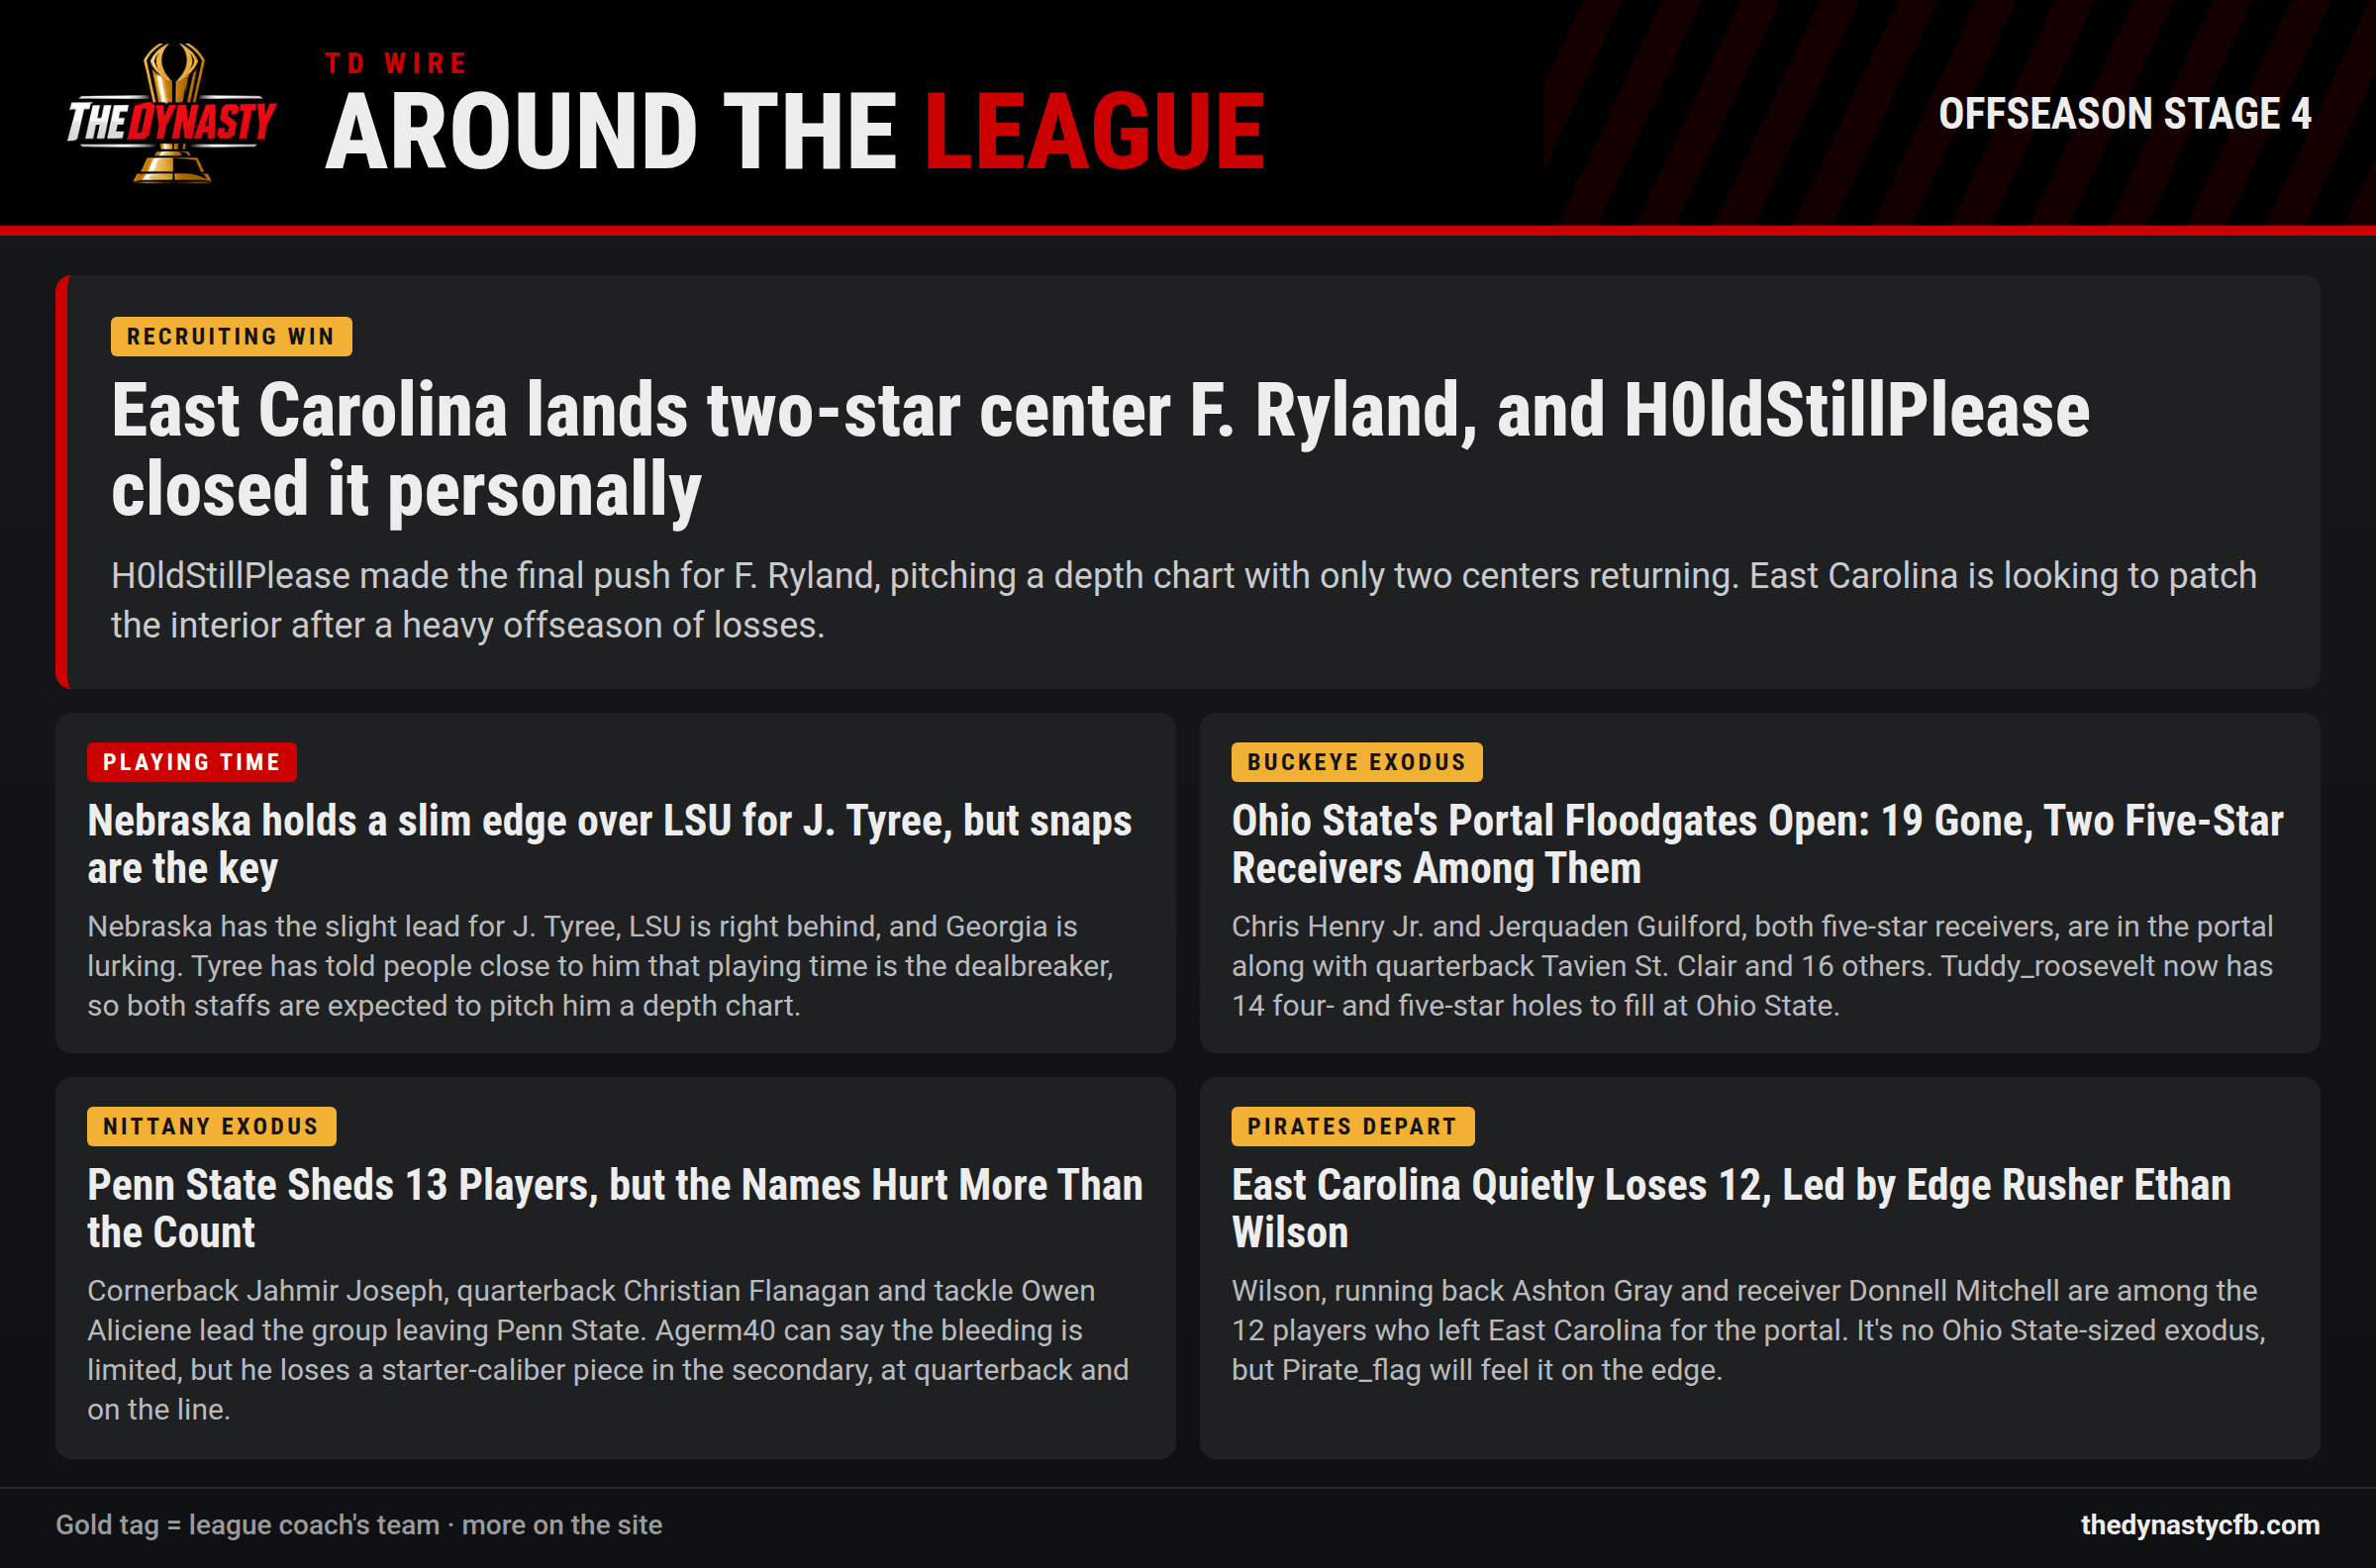 THE DYNASTY
TD WIRE
AROUND THE LEAGUE
OFFSEASON STAGE 4
RECRUITING WIN
East Carolina lands two-star center F. Ryland, and H0ldStillPlease
closed it personally
H0ldStillPlease made the final push for F. Ryland, pitching a depth chart with only two centers returning. East Carolina is looking to patch
the interior after a heavy offseason of losses.
PLAYING TIME
Nebraska holds a slim edge over LSU for J. Tyree, but snaps
are the key
Nebraska has the slight lead for J. Tyree, LSU is right behind, and Georgia is
lurking. Tyree has told people close to him that playing time is the dealbreaker,
so both staffs are expected to pitch him a depth chart.
BUCKEYE EXODUS
Ohio State's Portal Floodgates Open: 19 Gone, Two Five-Star
Receivers Among Them
Chris Henry Jr. and Jerquaden Guilford, both five-star receivers, are in the portal
along with quarterback Tavien St. Clair and 16 others. Tuddy_roosevelt now has
14 four- and five-star holes to fill at Ohio State.
NITTANY EXODUS
Penn State Sheds 13 Players, but the Names Hurt More Than
the Count
Cornerback Jahmir Joseph, quarterback Christian Flanagan and tackle Owen
Aliciene lead the group leaving Penn State. Agerm40 can say the bleeding is
limited, but he loses a starter-caliber piece in the secondary, at quarterback and
on the line.
PIRATES DEPART
East Carolina Quietly Loses 12, Led by Edge Rusher Ethan
Wilson
Wilson, running back Ashton Gray and receiver Donnell Mitchell are among the
12 players who left East Carolina for the portal. It's no Ohio State-sized exodus,
but Pirate_flag will feel it on the edge.
Gold tag = league coach's team · more on the site
thedynastycfb.com